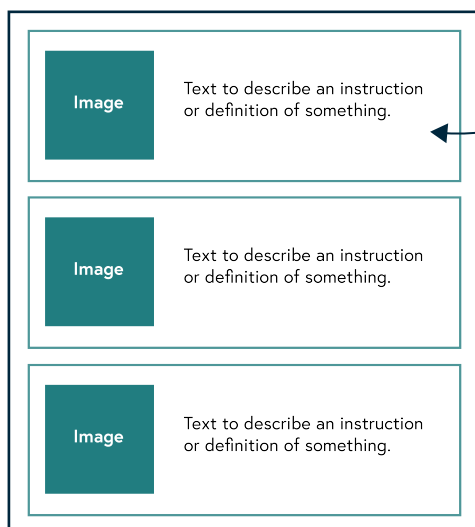 Image
Text to describe an instruction
or definition of something.
Image
Text to describe an instruction
or definition of something.
Image
Text to describe an instruction
or definition of something.